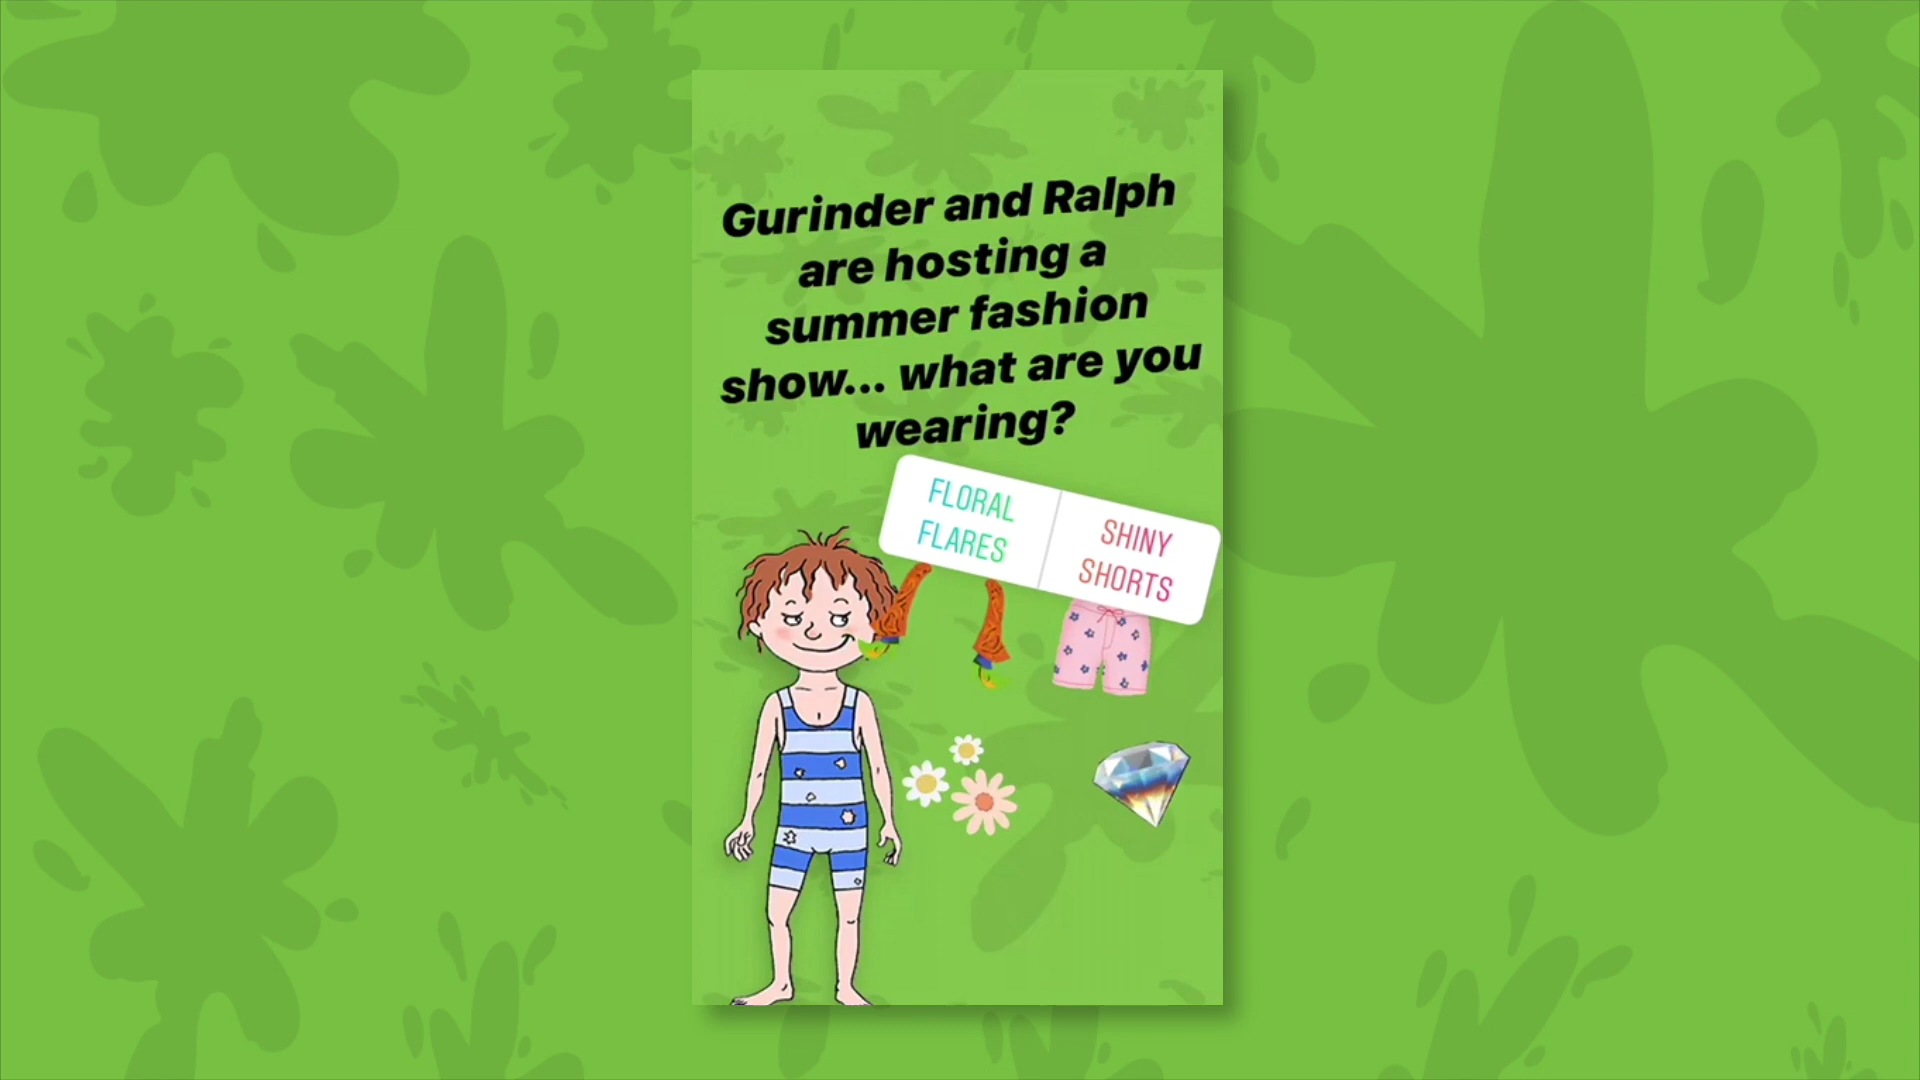 Gurinder and Ralph
are hosting a
summer fashion
show... what are you
wearing?
FLORAL
FLARES
SHINY
SHORTS